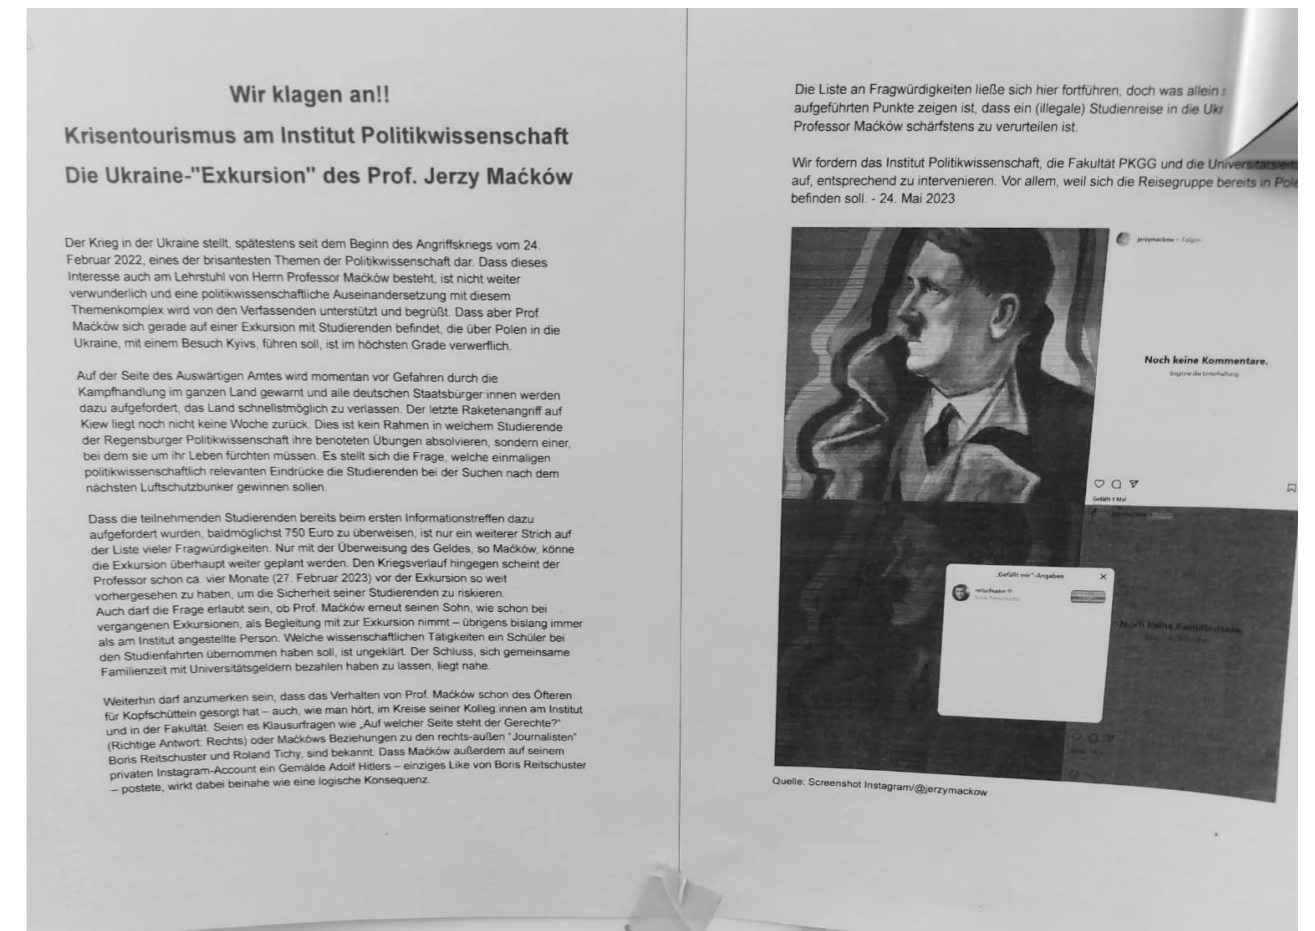 Wir klagen an!!
Krisentourismus am Institut Politikwissenschaft
Die Ukraine-"Exkursion" des Prof. Jerzy Maćków
Der Krieg in der Ukraine stellt, spätestens seit dem Beginn des Angriffskriegs vom 24.
Februar 2022, eines der brisantesten Themen der Politikwissenschaft dar. Dass dieses
Interesse auch am Lehrstuhl von Herrn Professor Maćków besteht, ist nicht weiter
verwunderlich und eine politikwissenschaftliche Auseinandersetzung mit diesem
Themenkomplex wird von den Verfassenden unterstützt und begrüßt. Dass aber Prof.
Maćków sich gerade auf einer Exkursion mit Studierenden befindet, die über Polen in die
Ukraine, mit einem Besuch Kyivs, führen soll, ist im höchsten Grade verwerflich.
Auf der Seite des Auswärtigen Amtes wird momentan vor Gefahren durch die
Kampfhandlung im ganzen Land gewarnt und alle deutschen Staatsbürger:innen werden
dazu aufgefordert, das Land schnellstmöglich zu verlassen. Der letzte Raketenangriff auf
Kiew liegt noch nicht keine Woche zurück. Dies ist kein Rahmen in welchem Studierende
der Regensburger Politikwissenschaft ihre benoteten Übungen absolvieren, sondern einer,
bei dem sie um ihr Leben fürchten müssen. Es stellt sich die Frage, welche einmaligen
politikwissenschaftlich relevanten Eindrücke die Studierenden bei der Suchen nach dem
nächsten Luftschutzbunker gewinnen sollen.
Dass die teilnehmenden Studierenden bereits beim ersten Informationstreffen dazu
aufgefordert wurden, baldmöglichst 750 Euro zu überweisen, ist nur ein weiterer Strich auf
der Liste vieler Fragwürdigkeiten. Nur mit der Überweisung des Geldes, so Maćków, könne
die Exkursion überhaupt weiter geplant werden. Den Kriegsverlauf hingegen scheint der
Professor schon ca. vier Monate (27. Februar 2023) vor der Exkursion so weit
vorhergesehen zu haben, um die Sicherheit seiner Studierenden zu riskieren.
Auch darf die Frage erlaubt sein, ob Prof. Maćków erneut seinen Sohn, wie schon bei
vergangenen Exkursionen, als Begleitung mit zur Exkursion nimmt – übrigens bislang immer
als am Institut angestellte Person. Welche wissenschaftlichen Tätigkeiten ein Schüler bei
den Studienfahrten übernommen haben soll, ist ungeklärt. Der Schluss, sich gemeinsame
Familienzeit mit Universitätsgeldern bezahlen haben zu lassen, liegt nahe.
Weiterhin darf anzumerken sein, dass das Verhalten von Prof. Maćków schon des Öfteren
für Kopfschütteln gesorgt hat – auch, wie man hört, im Kreise seiner Kolleg:innen am Institut
und in der Fakultät. Seien es Klausurfragen wie „Auf welcher Seite steht der Gerechte?"
(Richtige Antwort: Rechts) oder Maćkóws Beziehungen zu den rechts-außen "Journalisten"
Boris Reitschuster und Roland Tichy, sind bekannt. Dass Maćków außerdem auf seinem
privaten Instagram-Account ein Gemälde Adolf Hitlers – einziges Like von Boris Reitschuster
– postete, wirkt dabei beinahe wie eine logische Konsequenz.
Die Liste an Fragwürdigkeiten ließe sich hier fortführen, doch was allein
aufgeführten Punkte zeigen ist, dass ein (illegale) Studienreise in die
Professor Maćków schärfstens zu verurteilen ist.
Wir fordern das Institut Politikwissenschaft, die Fakultät PKGG und die
auf, entsprechend zu intervenieren. Vor allem, weil sich die Reisegruppe bereits in
befinden soll. - 24. Mai 2023
jerzymackow • Folgen
Noch keine Kommentare.
Beginne die Unterhaltung.
Gefällt 1 Mal
„Gefällt mir"-Angaben
reitschuster
Noch keine Kommentare.
Quelle: Screenshot Instagram/@jerzymackow